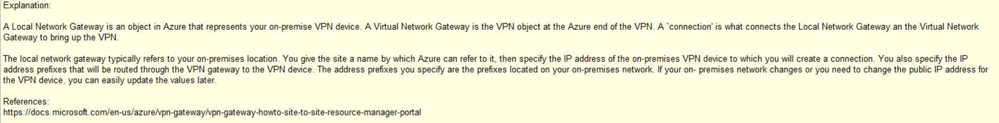 Explanation:
A Local Network Gateway is an object in Azure that represents your on-premise VPN device. A Virtual Network Gateway is the VPN object at the Azure end of the VPN. A `connection' is what connects the Local Network Gateway an the Virtual Network
Gateway to bring up the VPN.
The local network gateway typically refers to your on-premises location. You give the site a name by which Azure can refer to it, then specify the IP address of the on-premises VPN device to which you will create a connection. You also specify the IP
address prefixes that will be routed through the VPN gateway to the VPN device. The address prefixes you specify are the prefixes located on your on-premises network. If your on- premises network changes or you need to change the public IP address for
the VPN device, you can easily update the values later.
References:
https://docs.microsoft.com/en-us/azure/vpn-gateway/vpn-gateway-howto-site-to-site-resource-manager-portal